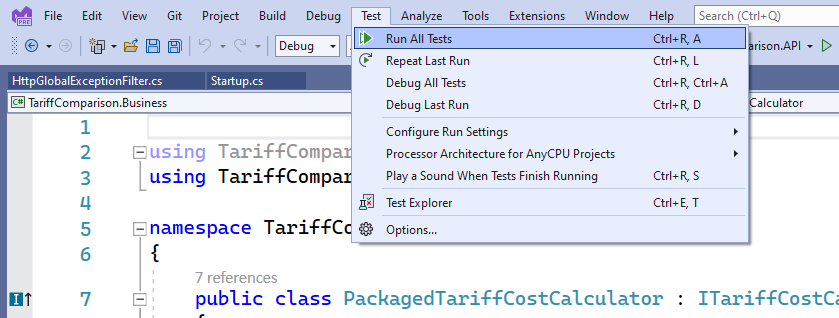 File Edit View Git Project Build Debug Test Analyze Tools Extensions Window Help Search (Ctrl+Q)
Debug
Run All Tests Ctrl+R, A
rison.API
Repeat Last Run Ctrl+R, L
HttpGlobalExceptionFilter.cs Startup.cs
Debug All Tests Ctrl+R, Ctrl+A
TariffComparison.Business
Debug Last Run Ctrl+R, D
Calculator
Configure Run Settings
Processor Architecture for AnyCPU Projects
Play a Sound When Tests Finish Running Ctrl+R, S
Test Explorer Ctrl+E, T
Options...
1
2 using TariffCompar
3 using TariffCompar
4
5 namespace TariffCo
6 {
7 references
7 public class PackagedTariffCostCalculator : ITariffCostCa
PRE
C#